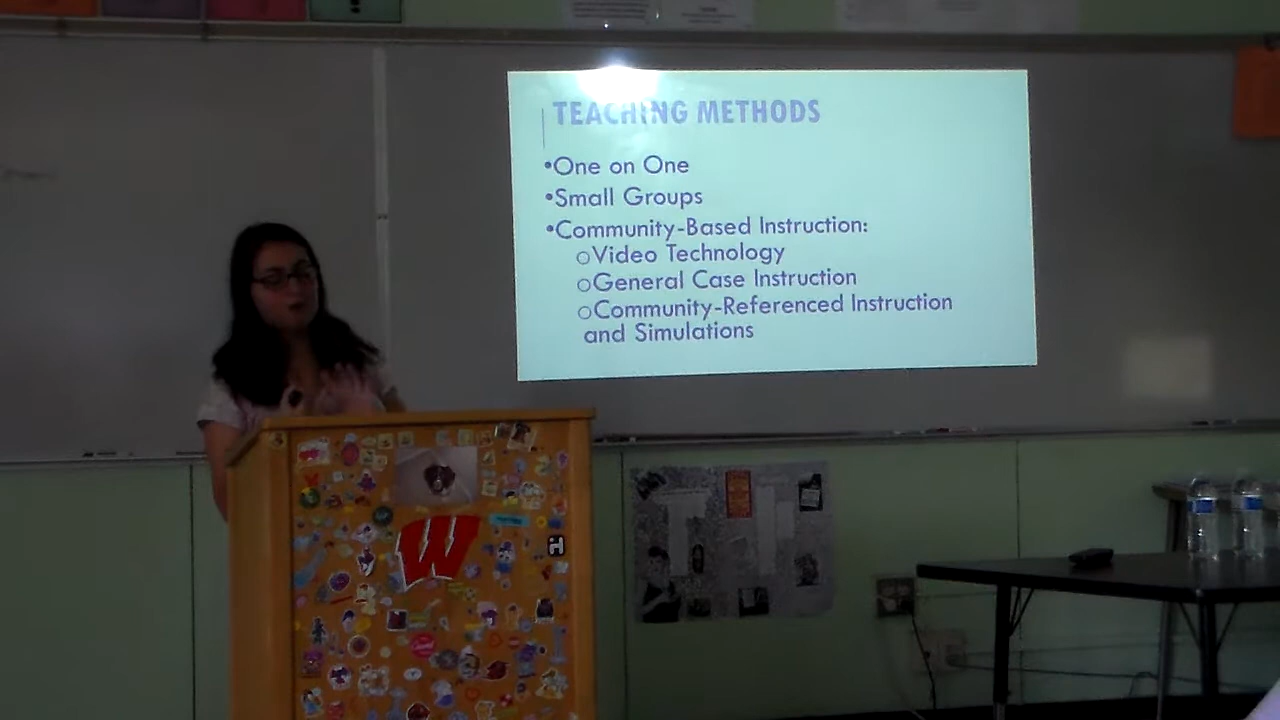 TEACHING METHODS
•One on One
•Small Groups
•Community-Based Instruction:
○Video Technology
○General Case Instruction
○Community-Referenced Instruction
and Simulations
W